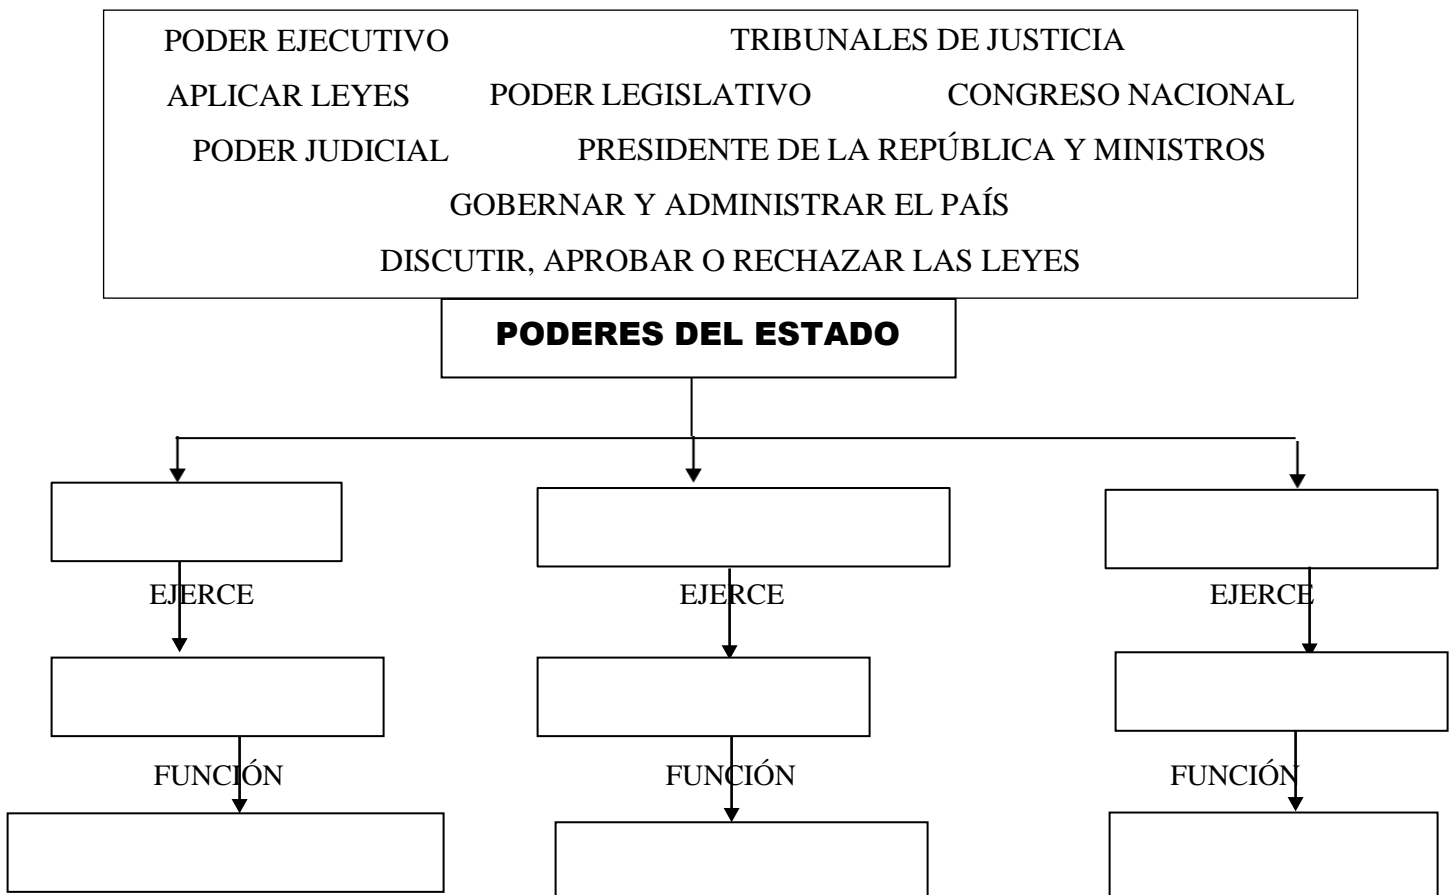 PODER EJECUTIVO TRIBUNALES DE JUSTICIA
APLICAR LEYES PODER LEGISLATIVO CONGRESO NACIONAL
PODER JUDICIAL PRESIDENTE DE LA REPÚBLICA Y MINISTROS
GOBERNAR Y ADMINISTRAR EL PAÍS
DISCUTIR, APROBAR O RECHAZAR LAS LEYES
PODERES DEL ESTADO
EJERCE EJERCE EJERCE
FUNCIÓN FUNCIÓN FUNCIÓN